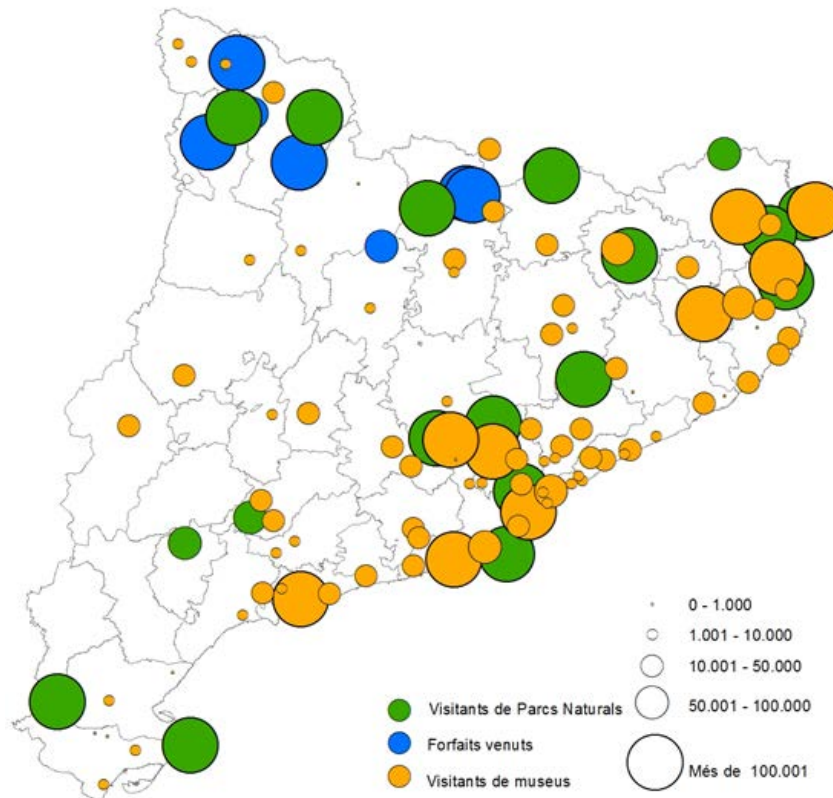 0 - 1.000
1.001 - 10.000
10.001 - 50.000
50.001 - 100.000
Més de 100.001
Visitants de Parcs Naturals
Forfaits venuts
Visitants de museus